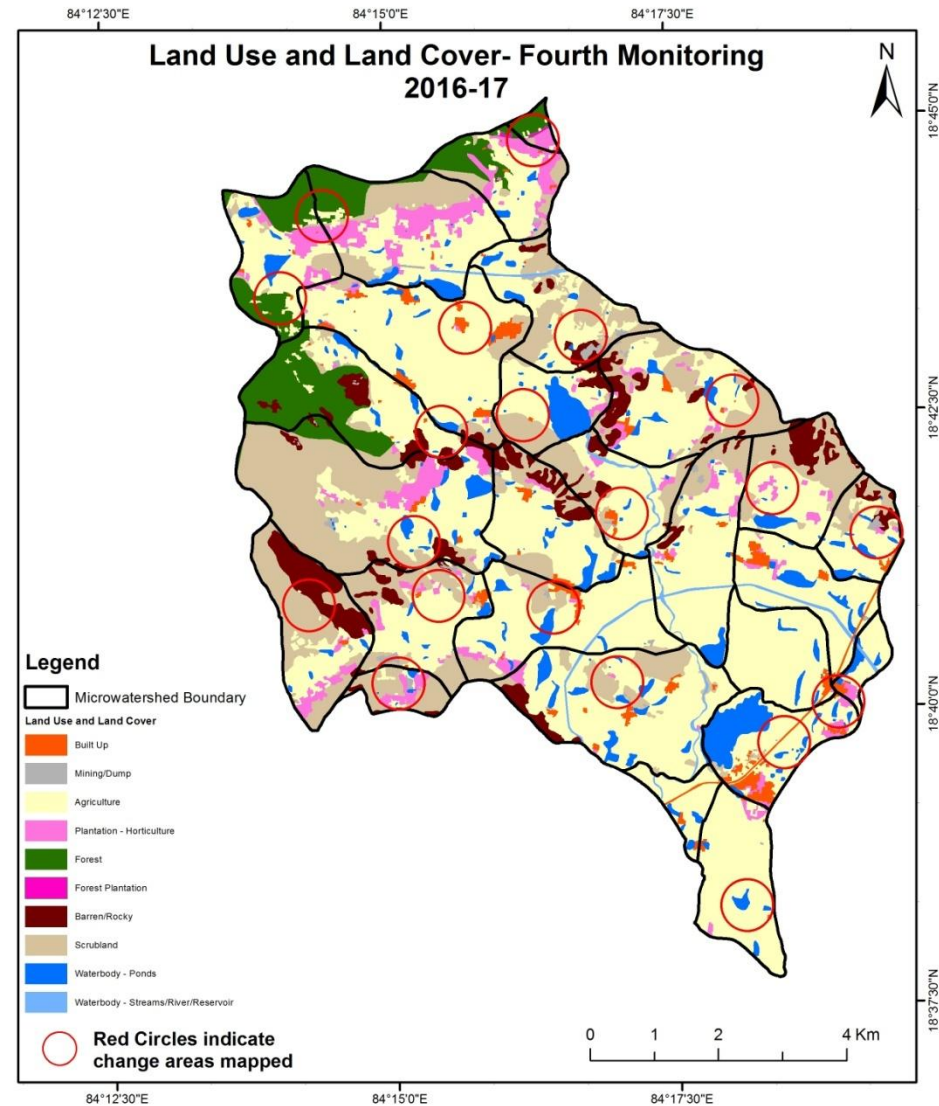 84°12'30"E
84°15'0"E
84°17'30"E
Land Use and Land Cover- Fourth Monitoring
2016-17
N
18°45'0"N
18°42'30"N
18°40'0"N
18°37'30"N
Legend
Microwatershed Boundary
Land Use and Land Cover
Built Up
Mining/Dump
Agriculture
Plantation - Horticulture
Forest
Forest Plantation
Barren/Rocky
Scrubland
Waterbody - Ponds
Waterbody - Streams/River/Reservoir
Red Circles indicate
change areas mapped
0 1 2 4 Km
84°12'30"E
84°15'0"E
84°17'30"E